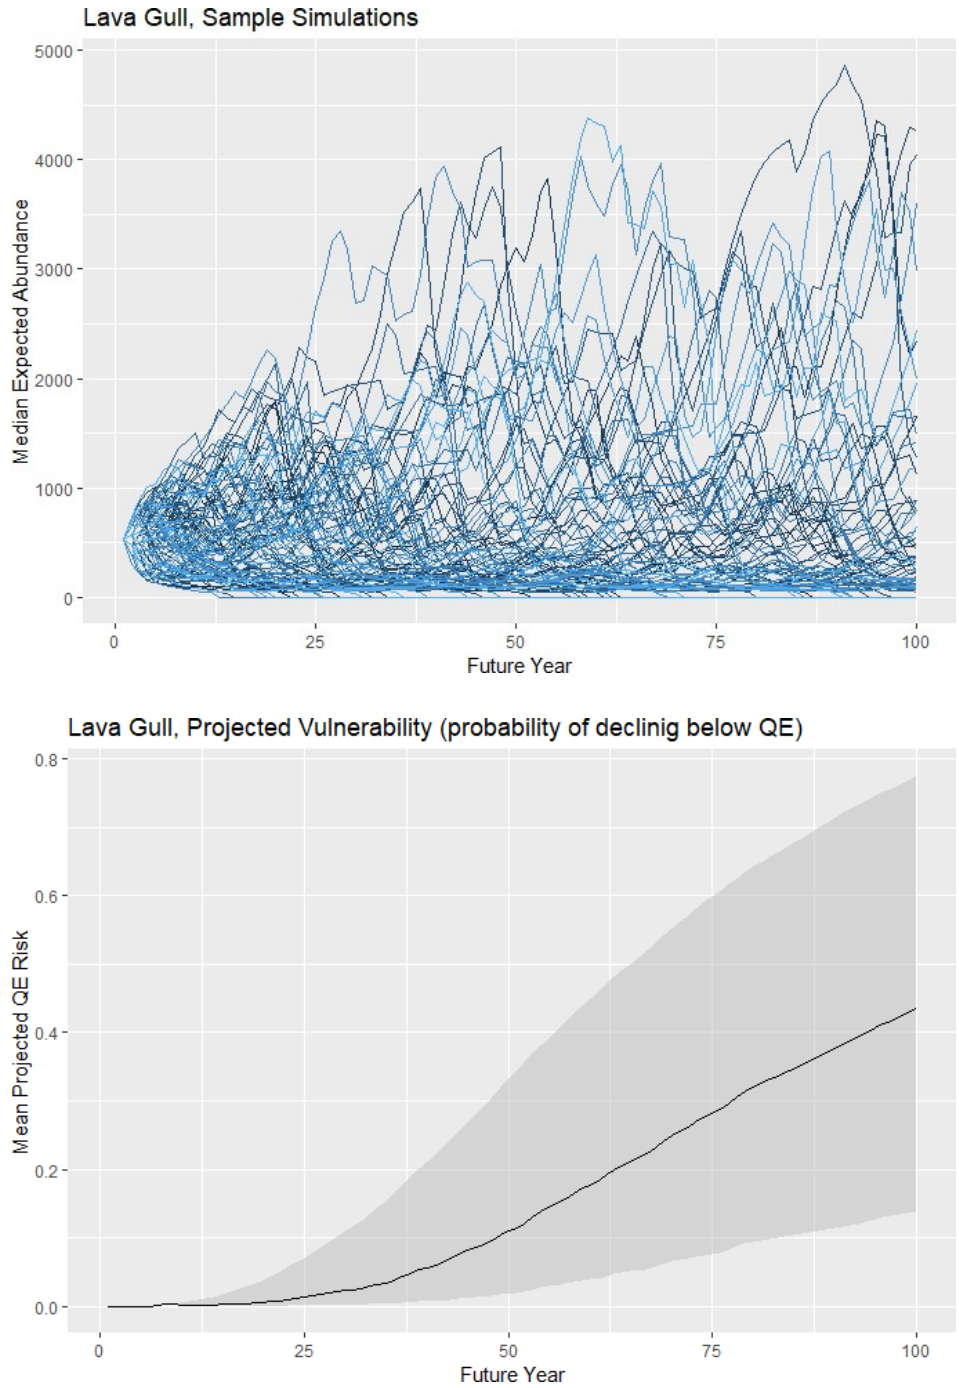 Lava Gull, Sample Simulations
5000
4000
3000
2000
1000
0
Median Expected Abundance
0 25 50 75 100
Future Year
Lava Gull, Projected Vulnerability (probability of declinig below QE)
0.8
0.6
0.4
0.2
0.0
Mean Projected QE Risk
0 25 50 75 100
Future Year